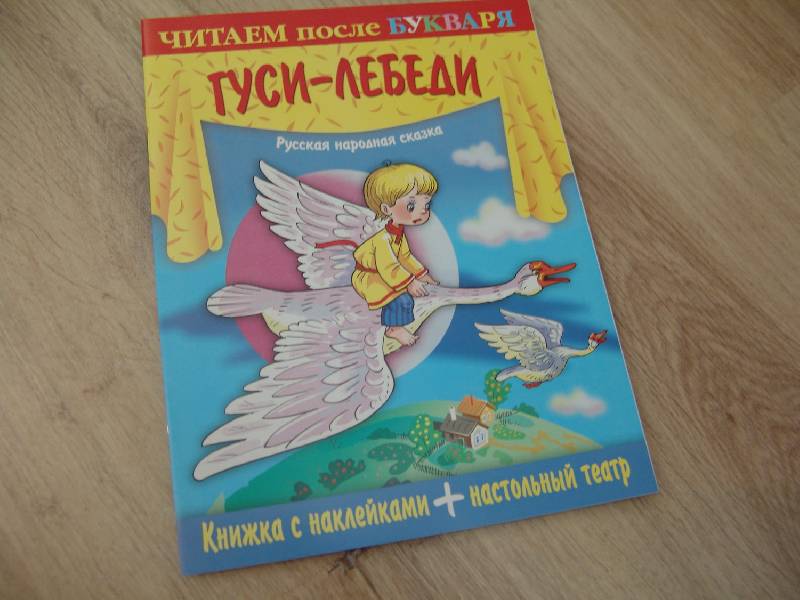 ЧИТАЕМ после БУКВАРЯ
ГУСИ-ЛЕБЕДИ
Русская народная сказка
Книжка с наклейками + настольный театр